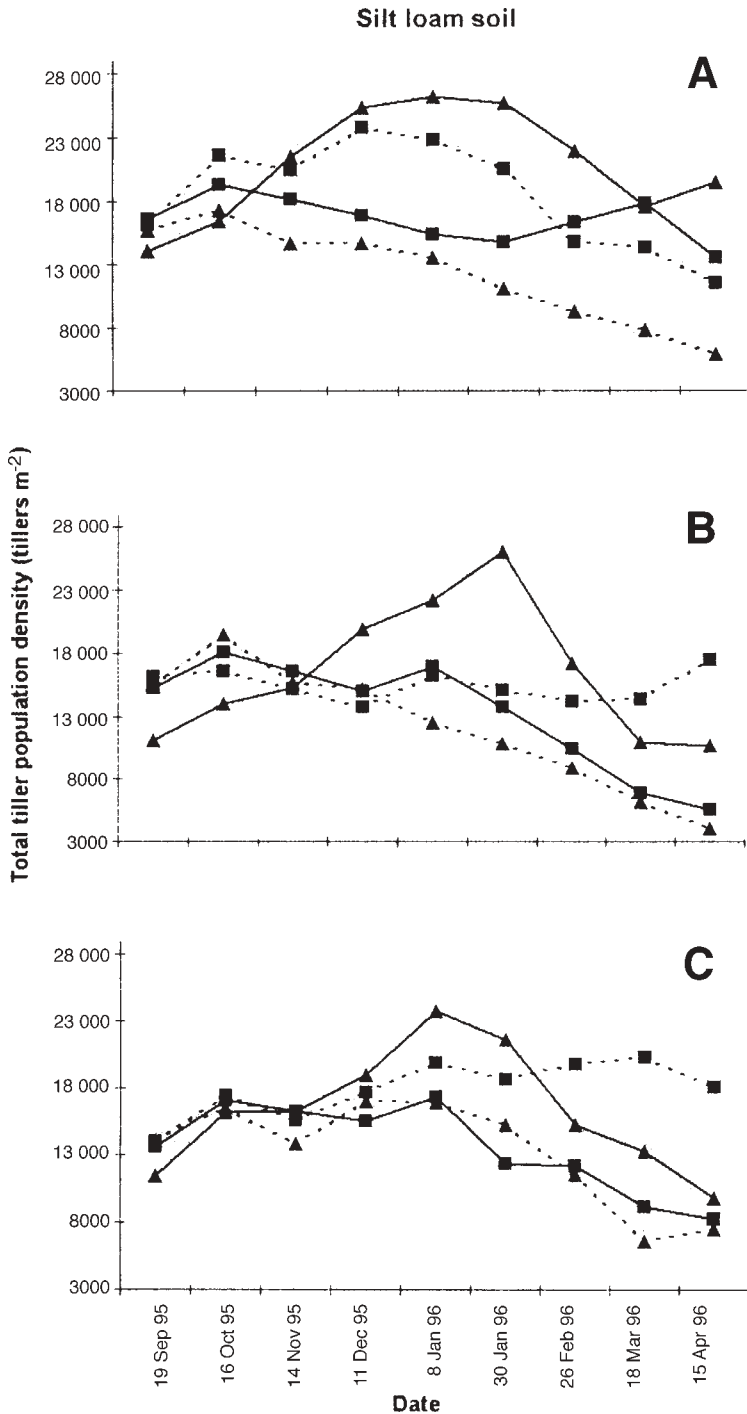 Silt loam soil
A
28 000
23 000
18 000
13 000
8000
3000
Total tiller population density (tillers m-2)
B
28 000
23 000
18 000
13 000
8000
3000
C
28 000
23 000
18 000
13 000
8000
3000
19 Sep 95
16 Oct 95
14 Nov 95
11 Dec 95
8 Jan 96
30 Jan 96
26 Feb 96
18 Mar 96
15 Apr 96
Date